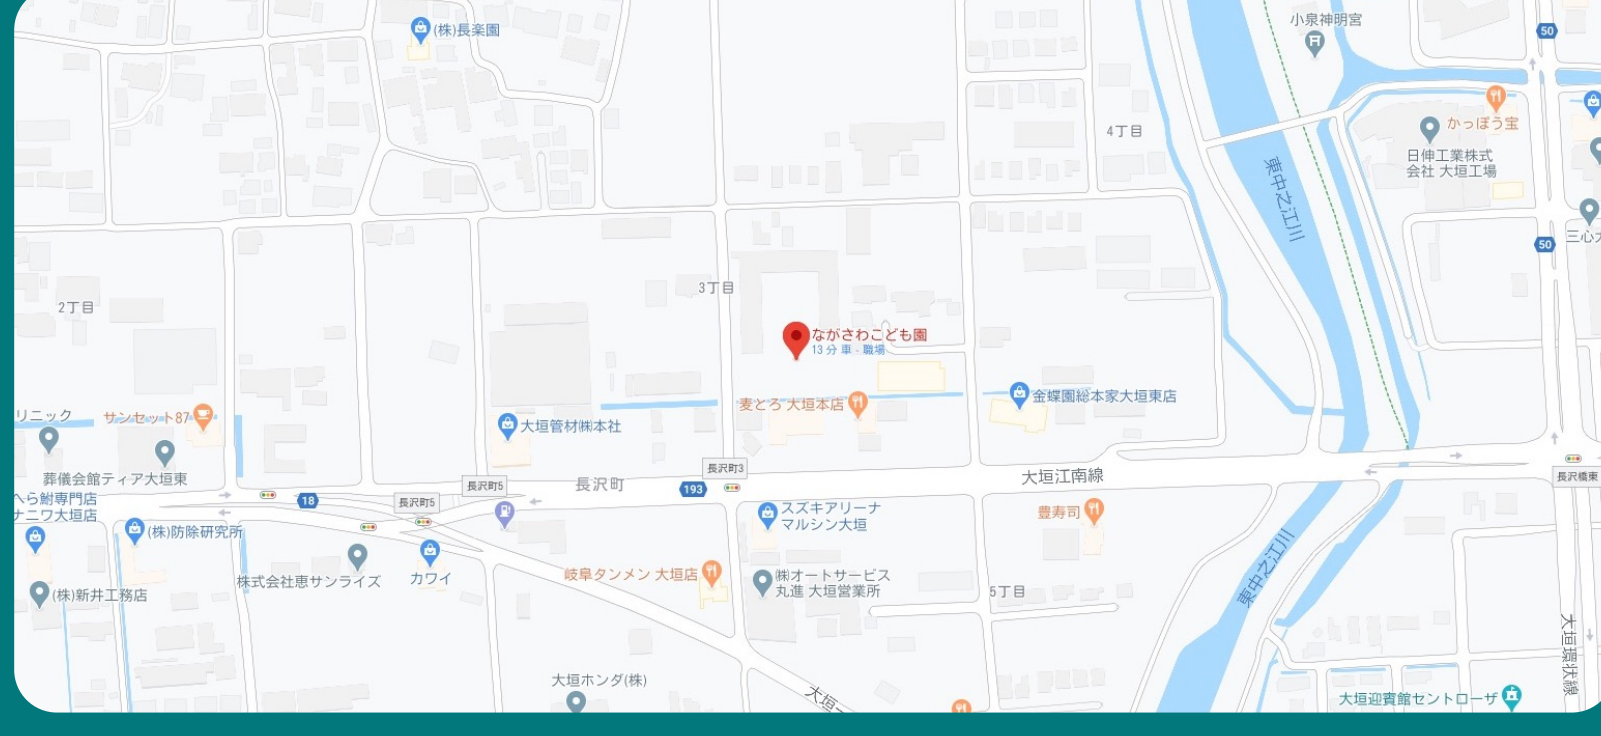 小泉神明宮
(株)長楽園
50
かっぽう宝
4丁目
日伸工業株式
会社 大垣工場
東中之江川
三心
50
3丁目
2丁目
ながさわこども園
13 分 車 - 職場
金蝶園総本家大垣東店
麦とろ 大垣本店
リニック
サンセット87
大垣管材㈱本社
葬儀会館ティア大垣東
長沢町3
大垣江南線
長沢橋東
長沢町5
長沢町
193
へら鮒専門店
ナニワ大垣店
18
長沢町5
スズキアリーナ
マルシン大垣
豊寿司
(株)防除研究所
岐阜タンメン 大垣店
㈱オートサービス
丸進 大垣営業所
株式会社恵サンライズ
カワイ
5丁目
東中之江川
(株)新井工務店
大垣環状線
大垣ホンダ(株)
大垣
大垣迎賓館セントローザ